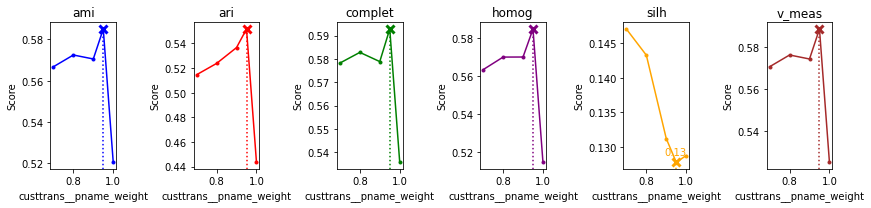 ami
ari
complet
homog
silh
v_meas
Score
0.58
0.56
0.54
0.52
0.8
1.0
custtrans__pname_weight
Score
0.54
0.52
0.50
0.48
0.46
0.44
0.8
1.0
custtrans__pname_weight
Score
0.59
0.58
0.57
0.56
0.55
0.54
0.8
1.0
custtrans__pname_weight
Score
0.58
0.56
0.54
0.52
0.8
1.0
custtrans__pname_weight
Score
0.145
0.140
0.135
0.130
0.13
0.8
1.0
custtrans__pname_weight
Score
0.58
0.56
0.54
0.8
1.0
custtrans__pname_weight